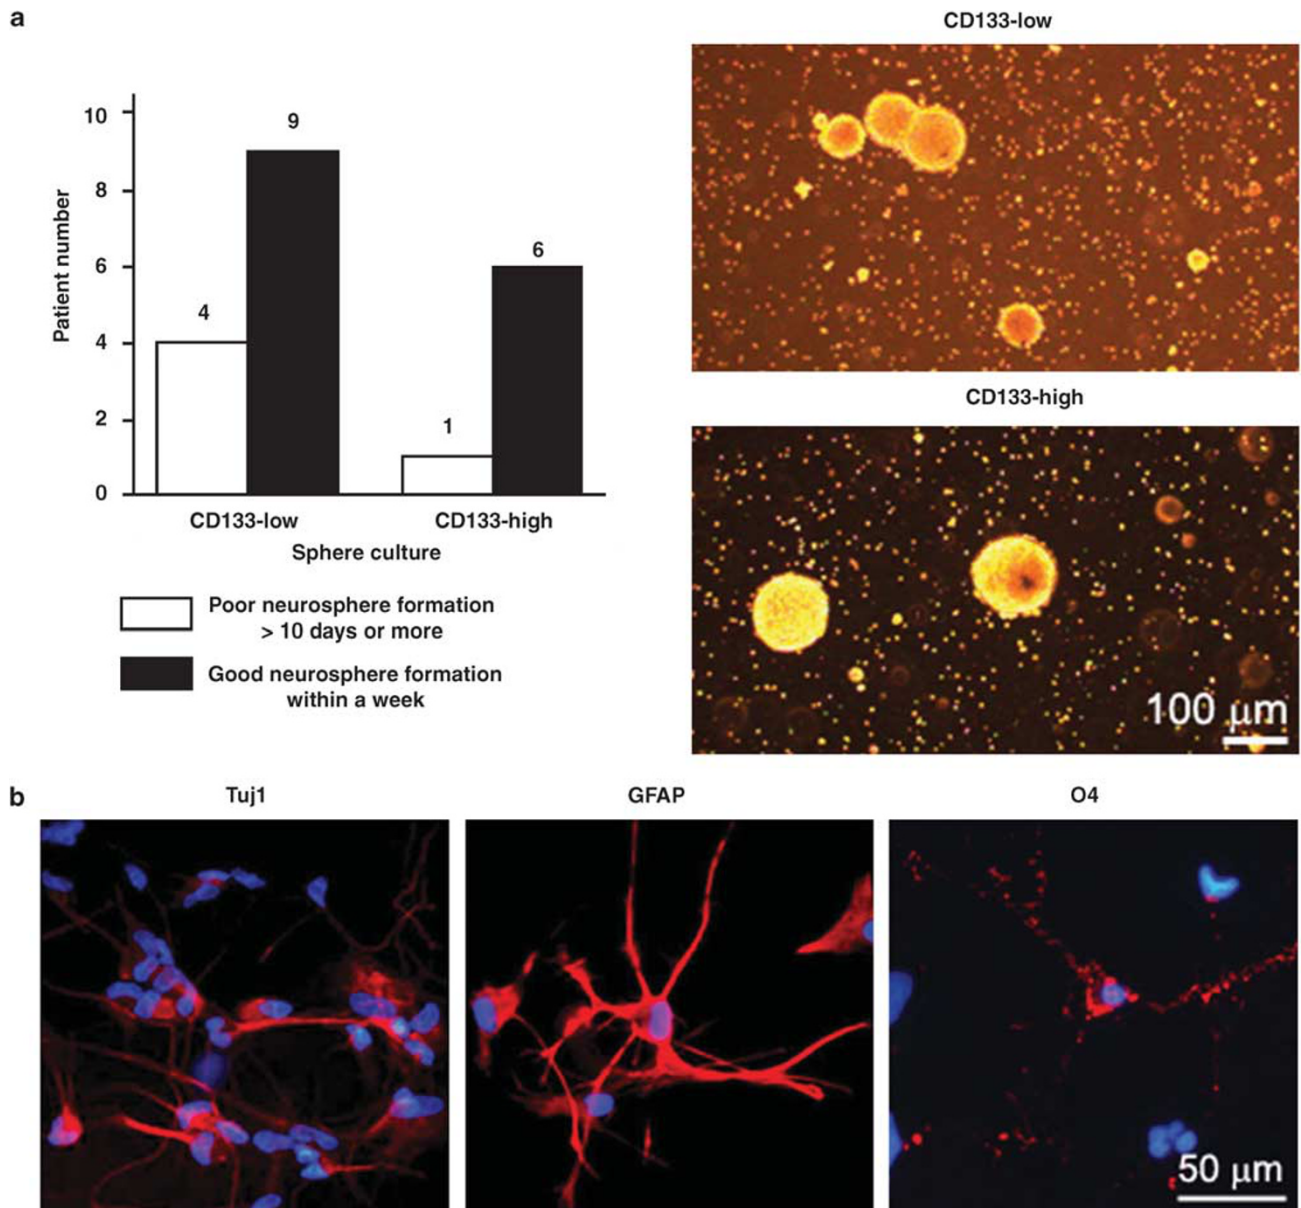 a
CD133-low
10
8
6
4
2
0
Patient number
4
9
1
6
CD133-low
CD133-high
Sphere culture
Poor neurosphere formation
> 10 days or more
Good neurosphere formation
within a week
CD133-high
100 µm
b
Tuj1
GFAP
O4
50 µm